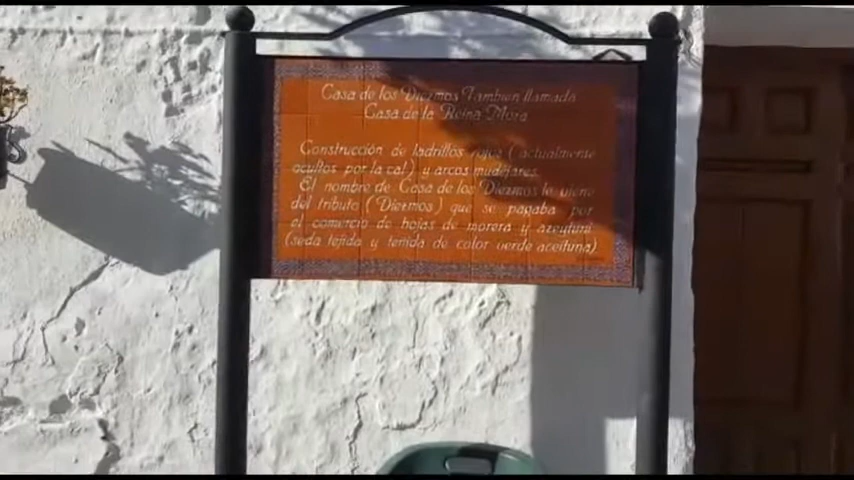 Casa de los Diezmos Tambien llamada
Casa de la Reina Mora
Construcción de ladrillos rojos (actualmente
ocultos por la cal) y arcos mudéjares.
El nombre de Casa de los Diezmos le viene
del tributo (Diezmos) que se pagaba por
el comercio de hojas de morera y azeytuní
(seda tejida y teñida de color verde aceituna)